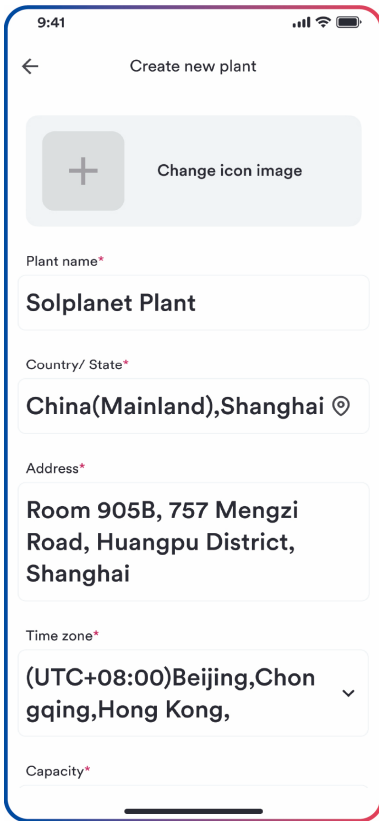 9:41
Create new plant
Change icon image
Plant name*
Solplanet Plant
Country/ State*
China(Mainland),Shanghai
Address*
Room 905B, 757 Mengzi
Road, Huangpu District,
Shanghai
Time zone*
(UTC+08:00)Beijing,Chon
gqing,Hong Kong,
Capacity*